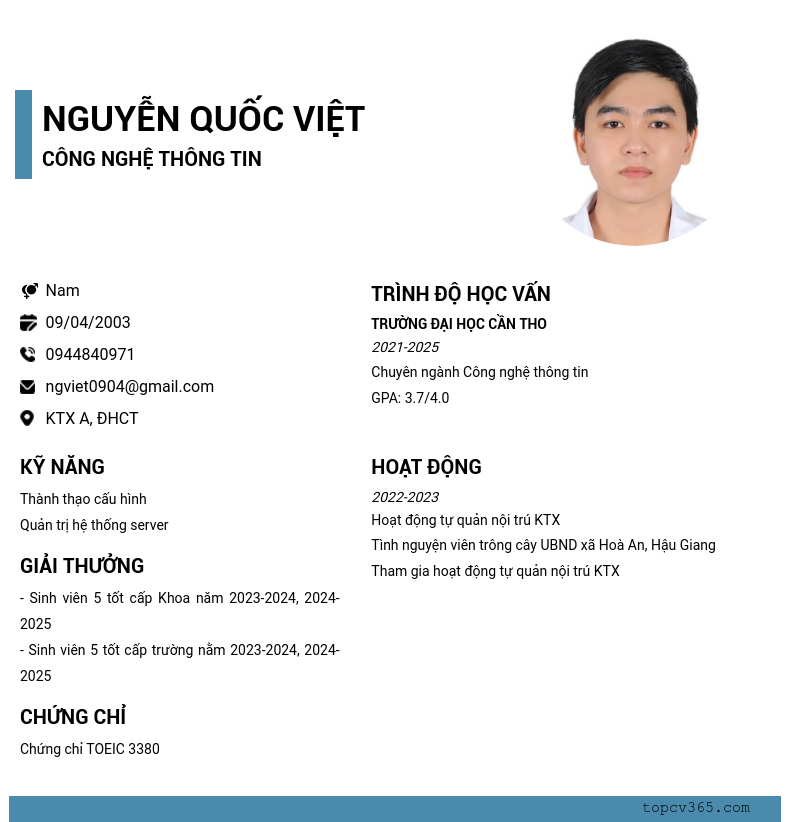 NGUYỄN QUỐC VIỆT
CÔNG NGHỆ THÔNG TIN
Nam
09/04/2003
0944840971
ngviet0904@gmail.com
KTX A, ĐHCT
KỸ NĂNG
Thành thạo cấu hình
Quản trị hệ thống server
GIẢI THƯỞNG
- Sinh viên 5 tốt cấp Khoa năm 2023-2024, 2024-
2025
- Sinh viên 5 tốt cấp trường nằm 2023-2024, 2024-
2025
CHỨNG CHỈ
Chứng chỉ TOEIC 3380
TRÌNH ĐỘ HỌC VẤN
TRƯỜNG ĐẠI HỌC CẦN THO
2021-2025
Chuyên ngành Công nghệ thông tin
GPA: 3.7/4.0
HOẠT ĐỘNG
2022-2023
Hoạt động tự quản nội trú KTX
Tình nguyện viên trông cây UBND xã Hoà An, Hậu Giang
Tham gia hoạt động tự quản nội trú KTX
topcv365.com